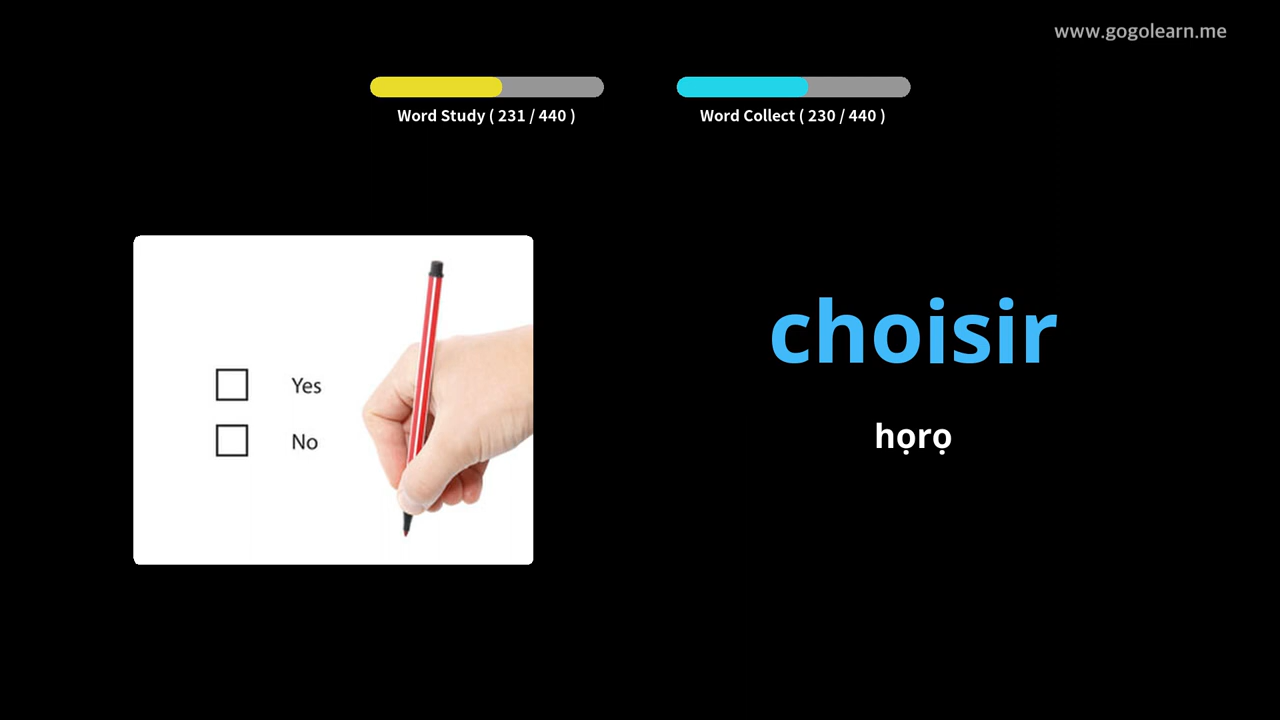 www.gogolearn.me
Word Study ( 231 / 440 )
Word Collect ( 230 / 440 )
Yes
No
choisir
họrọ